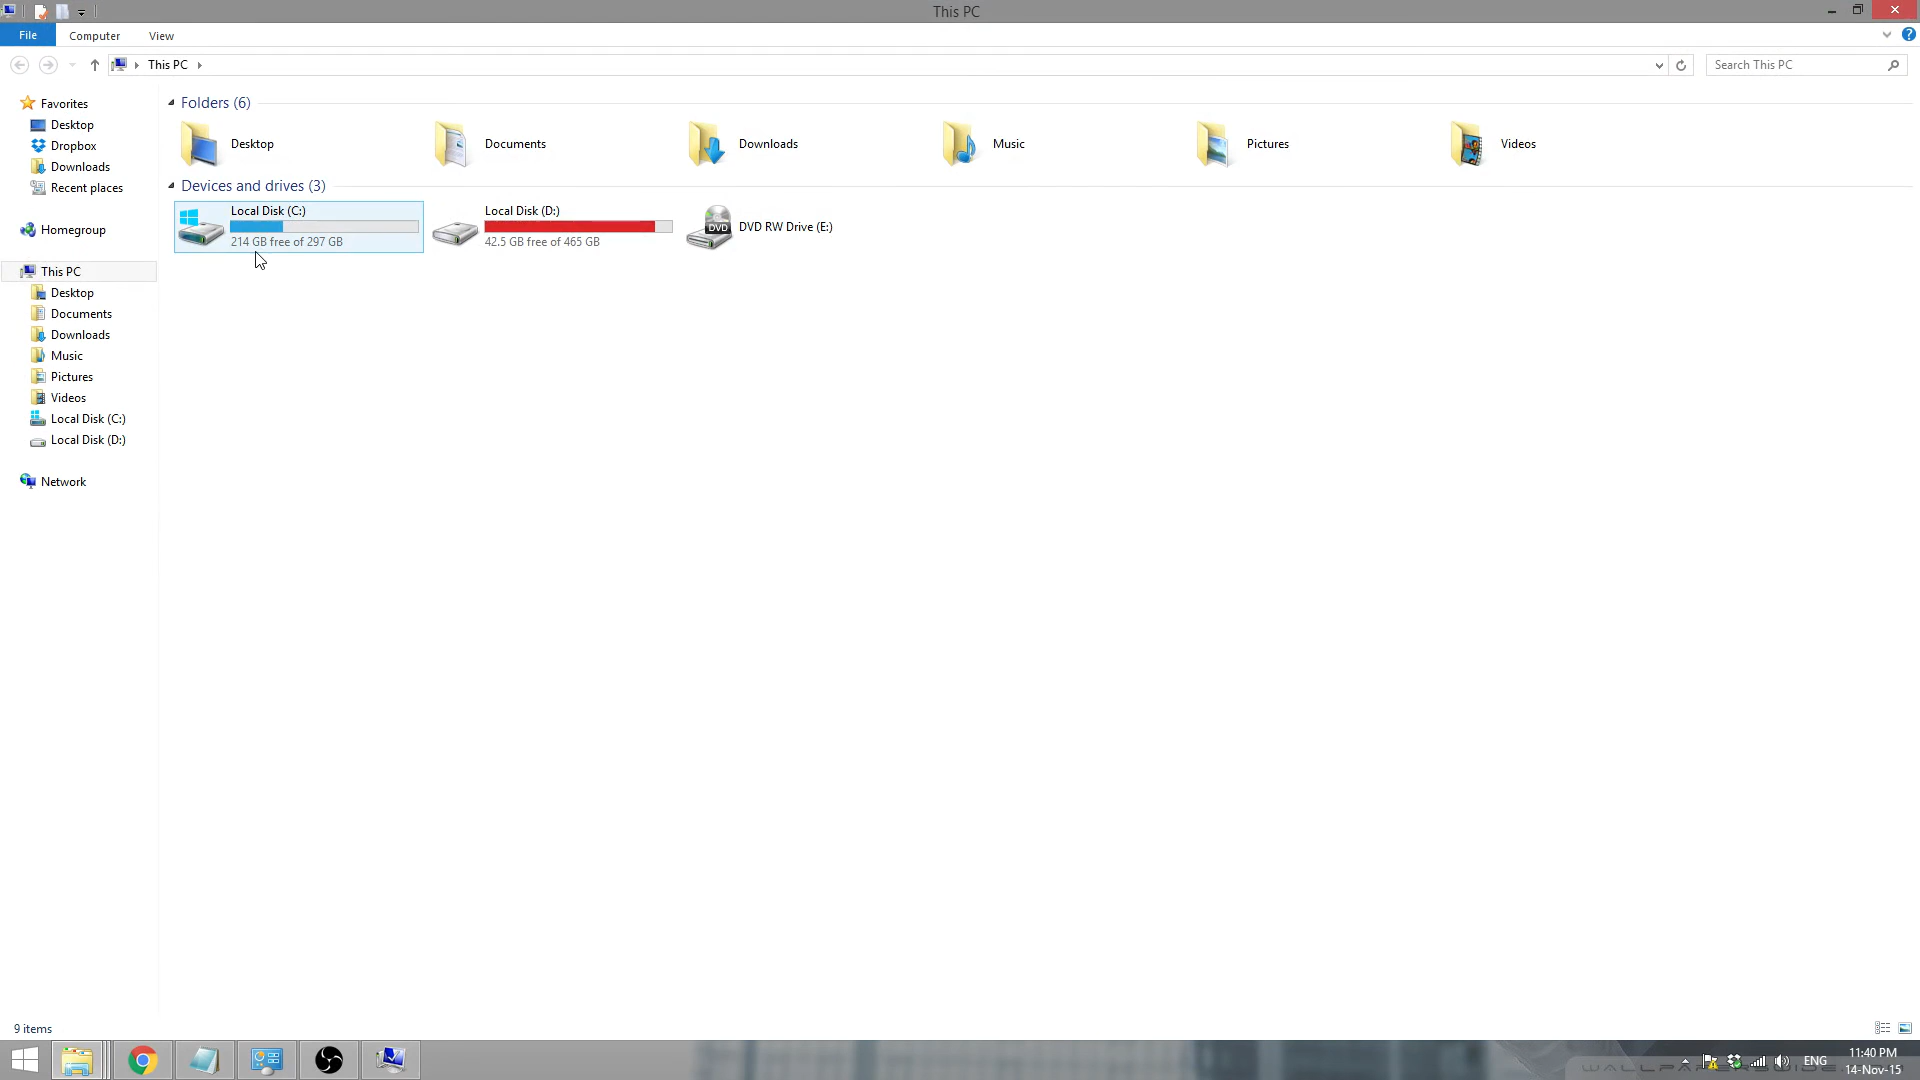 This PC
File Computer View
This PC
Search This PC
Favorites
Desktop
Dropbox
Downloads
Recent places
Homegroup
This PC
Desktop
Documents
Downloads
Music
Pictures
Videos
Local Disk (C:)
Local Disk (D:)
Network
Folders (6)
Desktop Documents Downloads Music Pictures Videos
Devices and drives (3)
Local Disk (C:)
214 GB free of 297 GB
Local Disk (D:)
42.5 GB free of 465 GB
DVD
DVD RW Drive (E:)
9 items
ENG
11:40 PM
14-Nov-15